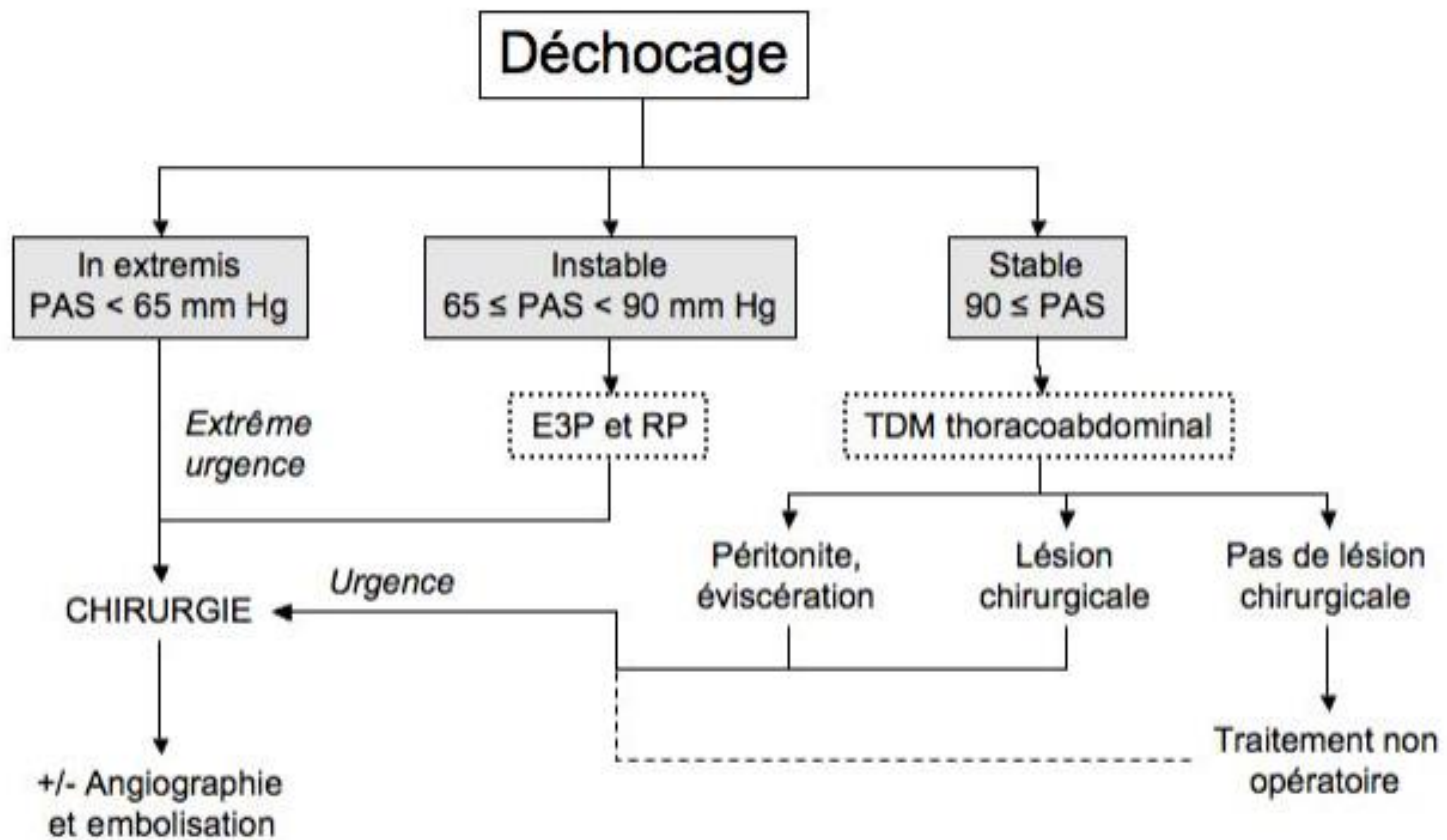 Déchocage
In extremis
PAS < 65 mm Hg
Instable
65 ≤ PAS < 90 mm Hg
Stable
90 ≤ PAS
Extrême
urgence
E3P et RP
TDM thoracoabdominal
Péritonite,
éviscération
Lésion
chirurgicale
Pas de lésion
chirurgicale
Urgence
CHIRURGIE
Traitement non
opératoire
+/- Angiographie
et embolisation